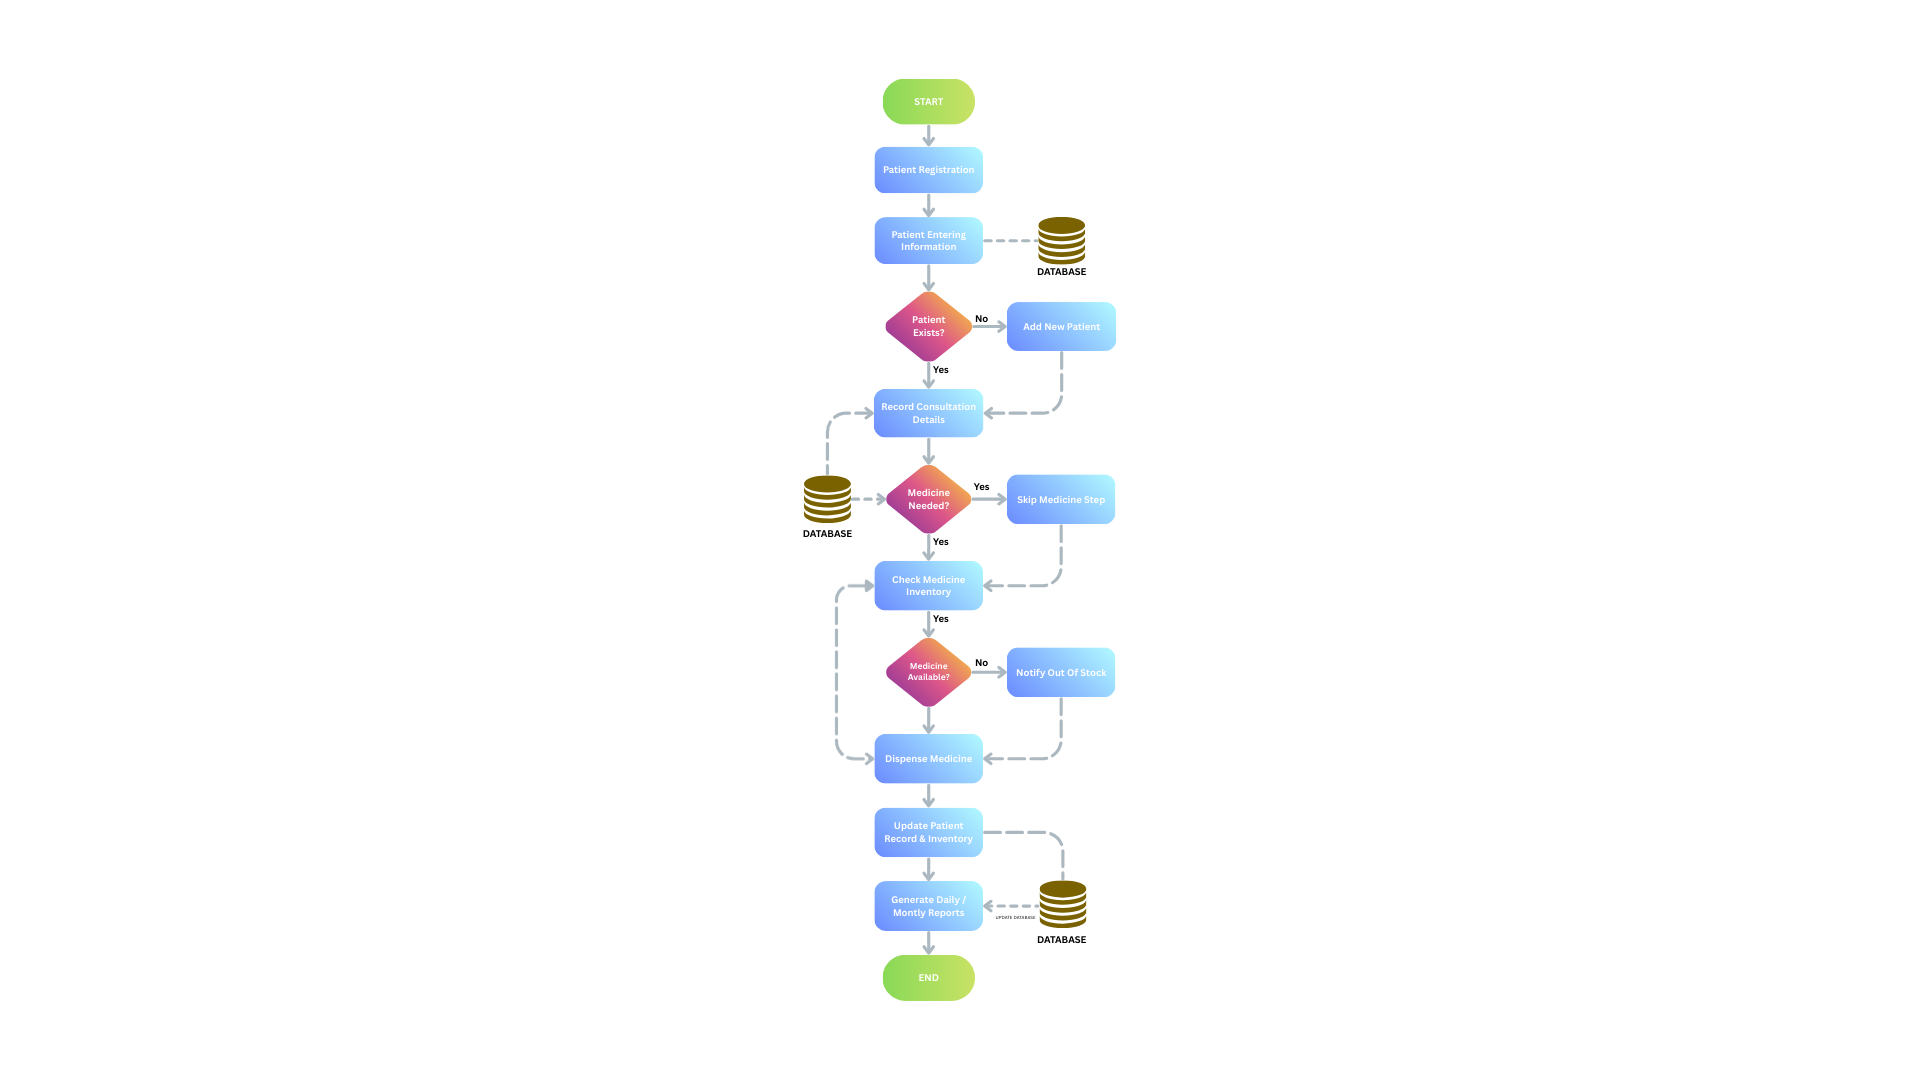 START
Patient Registration
Patient Entering
Information
DATABASE
Patient
Exists?
No
Add New Patient
Yes
Record Consultation
Details
Medicine
Needed?
Yes
Skip Medicine Step
DATABASE
Yes
Check Medicine
Inventory
Yes
Medicine
Available?
No
Notify Out Of Stock
Dispense Medicine
Update Patient
Record & Inventory
Generate Daily /
Montly Reports
UPDATE DATABASE
DATABASE
END